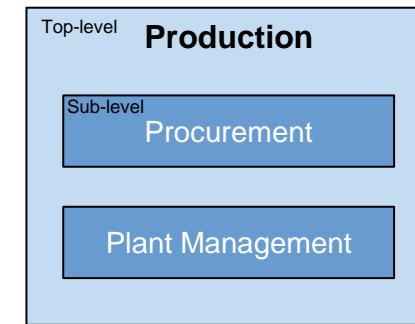 Top-level
Production
Sub-level
Procurement
Plant Management